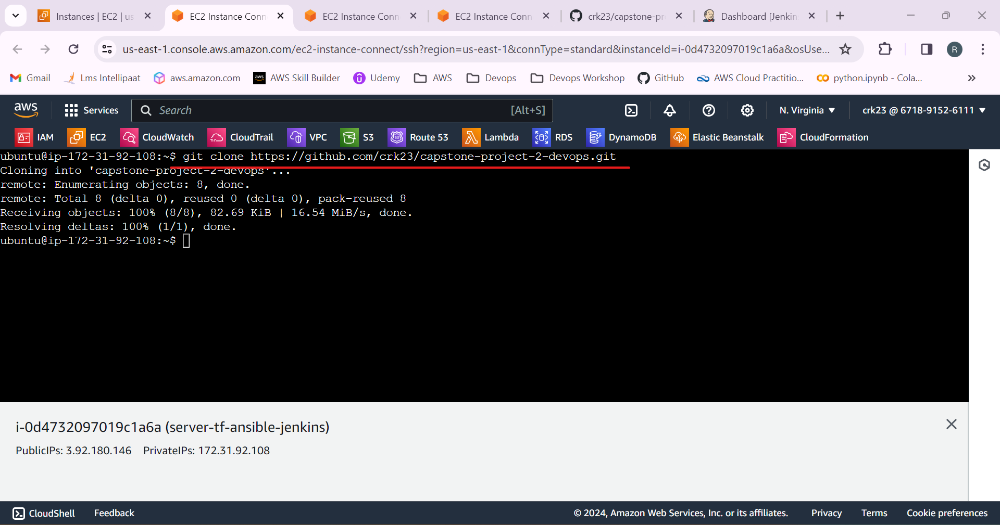 Instances | EC2 | us
EC2 Instance Conn
EC2 Instance Conn
EC2 Instance Conn
crk23/capstone-pr
Dashboard [Jenkin
us-east-1.console.aws.amazon.com/ec2-instance-connect/ssh?region=us-east-1&connType=standard&instanceId=i-0d4732097019c1a6a&osUse...
R
Gmail
Lms Intellipaat
aws.amazon.com
aws
AWS Skill Builder
Udemy
AWS
Devops
Devops Workshop
GitHub
AWS Cloud Practitio...
python.ipynb - Cola...
aws
Services
Search
[Alt+S]
N. Virginia
crk23 @ 6718-9152-6111
IAM
EC2
CloudWatch
CloudTrail
VPC
S3
53
Route 53
Lambda
RDS
DynamoDB
Elastic Beanstalk
CloudFormation
ubuntu@ip-172-31-92-108:~$ git clone https://github.com/crk23/capstone-project-2-devops.git
Cloning into 'capstone-project-2-devops'...
remote: Enumerating objects: 8, done.
remote: Total 8 (delta 0), reused 0 (delta 0), pack-reused 8
Receiving objects: 100% (8/8), 82.69 KiB | 16.54 MiB/s, done.
Resolving deltas: 100% (1/1), done.
ubuntu@ip-172-31-92-108:~$
i-0d4732097019c1a6a (server-tf-ansible-jenkins)
PublicIPs: 3.92.180.146 PrivateIPs: 172.31.92.108
CloudShell
Feedback
© 2024, Amazon Web Services, Inc. or its affiliates.
Privacy
Terms
Cookie preferences